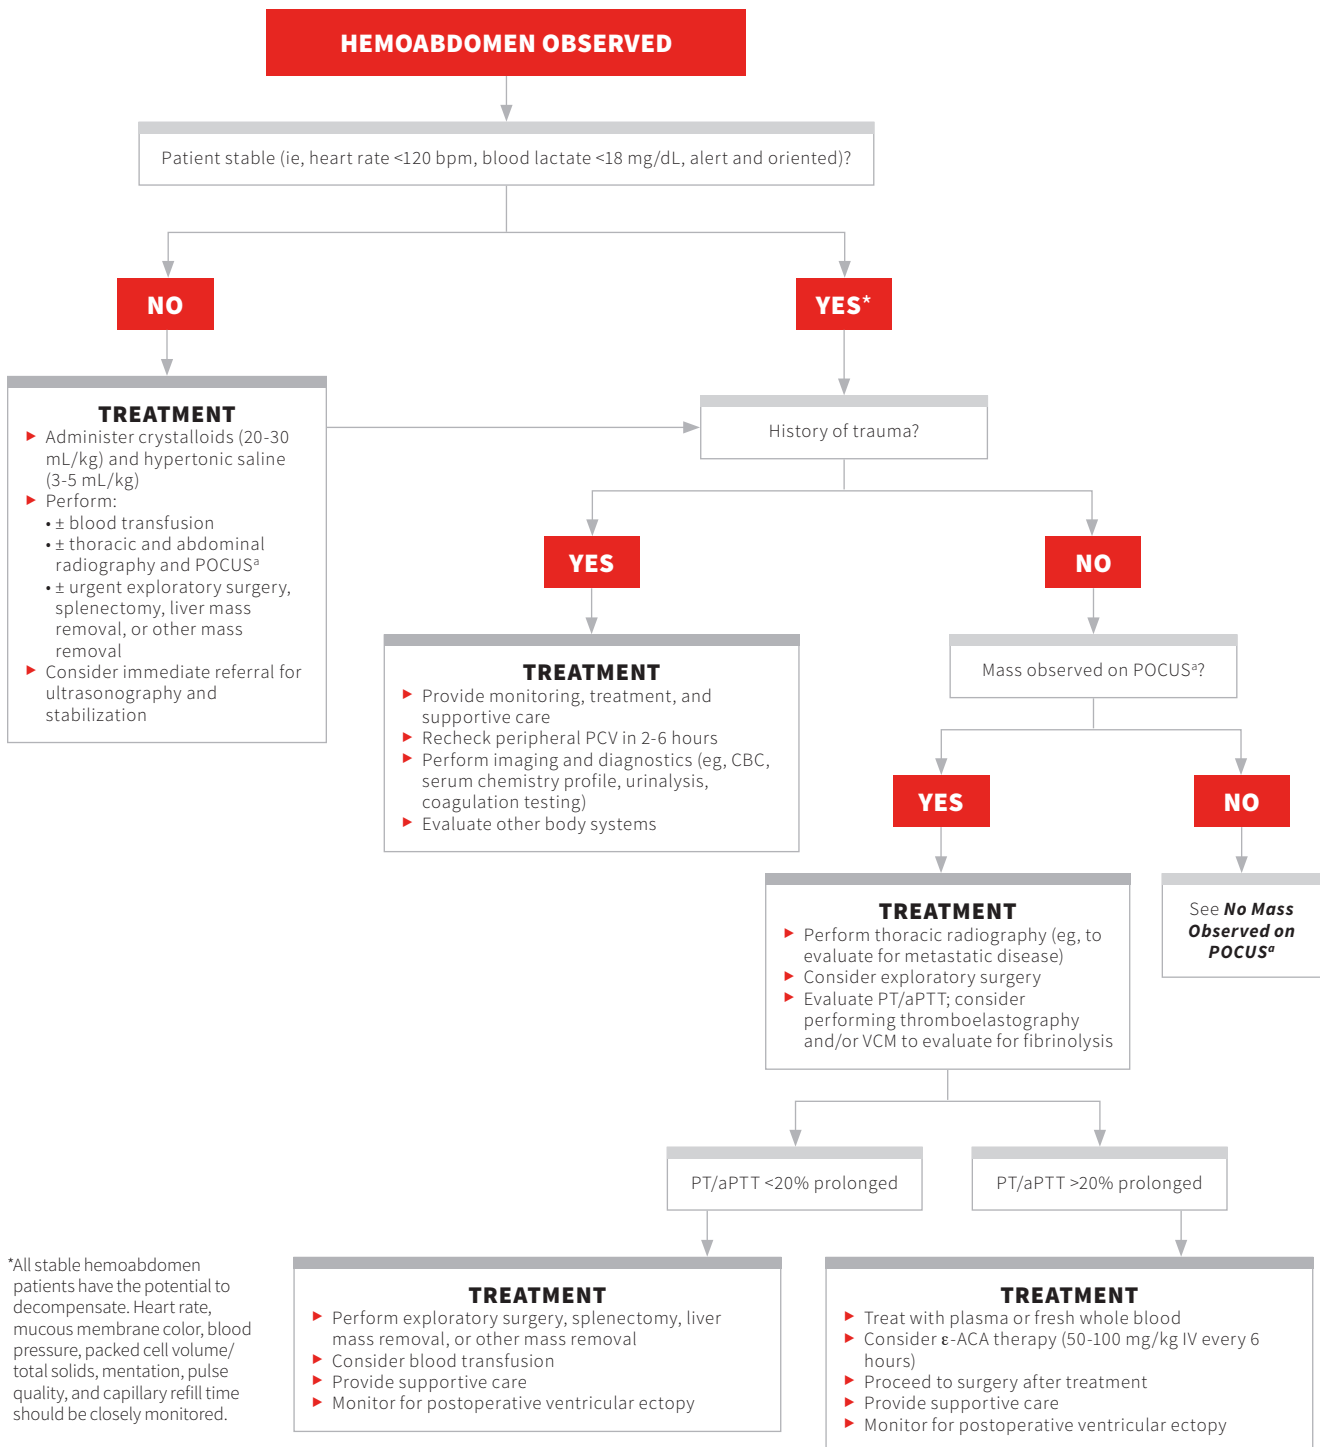 HEMOABDOMEN OBSERVED
Patient stable (ie, heart rate <120 bpm, blood lactate <18 mg/dL, alert and oriented)?
NO
YES*
TREATMENT
► Administer crystalloids (20-30
mL/kg) and hypertonic saline
(3-5 mL/kg)
► Perform:
• ± blood transfusion
• ± thoracic and abdominal
radiography and POCUSᵃ
• ± urgent exploratory surgery,
splenectomy, liver mass
removal, or other mass
removal
► Consider immediate referral for
ultrasonography and
stabilization
History of trauma?
YES
NO
TREATMENT
► Provide monitoring, treatment, and
supportive care
► Recheck peripheral PCV in 2-6 hours
► Perform imaging and diagnostics (eg, CBC,
serum chemistry profile, urinalysis,
coagulation testing)
► Evaluate other body systems
Mass observed on POCUSᵃ?
YES
NO
TREATMENT
► Perform thoracic radiography (eg, to
evaluate for metastatic disease)
► Consider exploratory surgery
► Evaluate PT/aPTT; consider
performing thromboelastography
and/or VCM to evaluate for fibrinolysis
See No Mass
Observed on
POCUSᵃ
PT/aPTT <20% prolonged
PT/aPTT >20% prolonged
*All stable hemoabdomen
patients have the potential to
decompensate. Heart rate,
mucous membrane color, blood
pressure, packed cell volume/
total solids, mentation, pulse
quality, and capillary refill time
should be closely monitored.
TREATMENT
► Perform exploratory surgery, splenectomy, liver
mass removal, or other mass removal
► Consider blood transfusion
► Provide supportive care
► Monitor for postoperative ventricular ectopy
TREATMENT
► Treat with plasma or fresh whole blood
► Consider ε-ACA therapy (50-100 mg/kg IV every 6
hours)
► Proceed to surgery after treatment
► Provide supportive care
► Monitor for postoperative ventricular ectopy